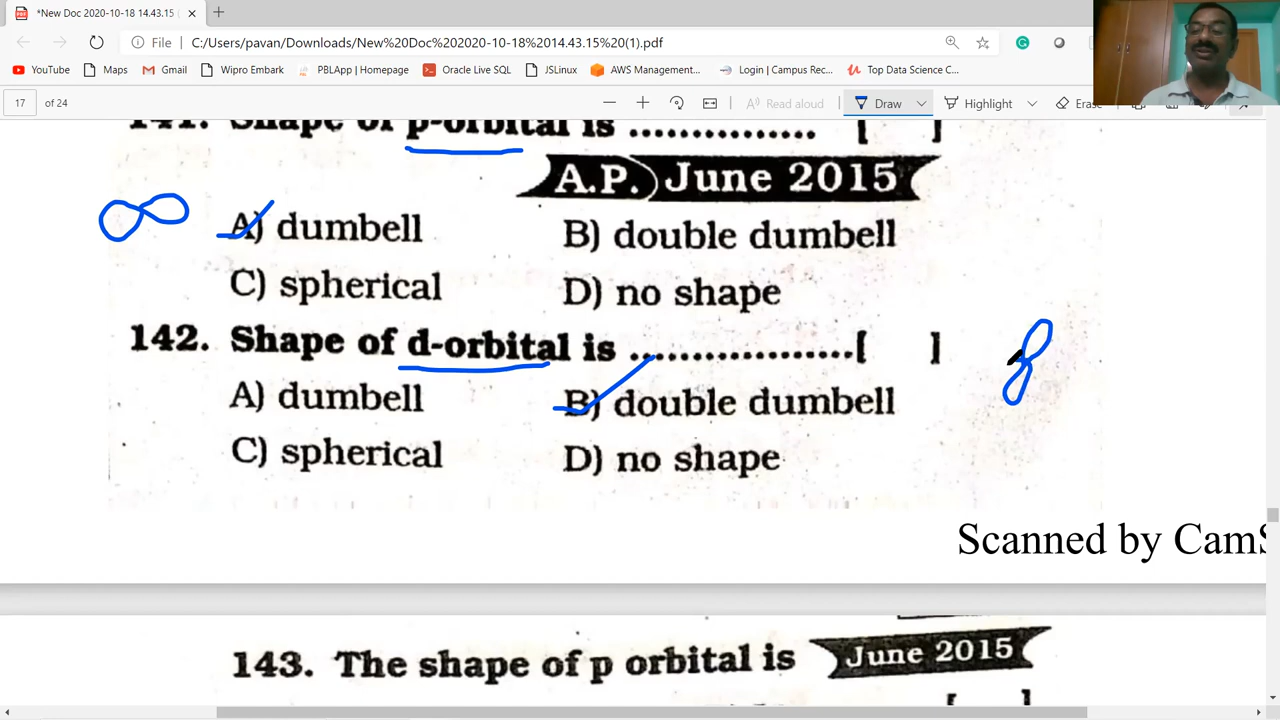 *New Doc 2020-10-18 14.43.15
File C:/Users/pavan/Downloads/New%20Doc%202020-10-18%2014.43.15%20(1).pdf
YouTube Maps Gmail Wipro Embark PBLApp | Homepage Oracle Live SQL JSLinux AWS Management... Login | Campus Rec... Top Data Science C...
17 of 24 Read aloud Draw Highlight Erase
141. Shape of p-orbital is ............... [ ]
A.P. June 2015
A) dumbell B) double dumbell
C) spherical D) no shape
142. Shape of d-orbital is ..................[ ]
A) dumbell B) double dumbell
C) spherical D) no shape
Scanned by CamS
143. The shape of p orbital is June 2015
[ ]